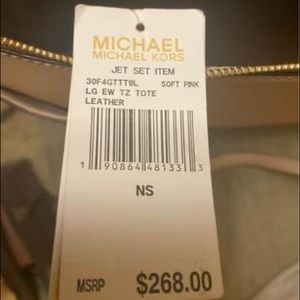 MICHAEL
MICHAEL KORS
JET SET ITEM
30F4GTTT9L SOFT PINK
LG EW TZ TOTE
LEATHER
1 90864 48133 3
NS
MSRP $268.00